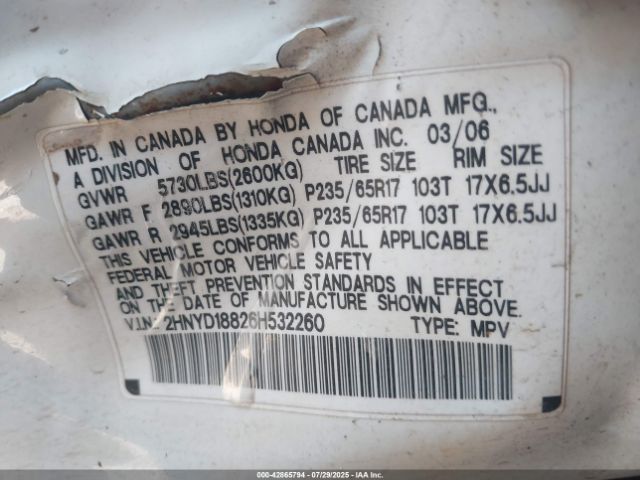 MFD. IN CANADA BY HONDA OF CANADA MFG.,
A DIVISION OF HONDA CANADA INC. 03/06
GVWR 5730LBS(2600KG) TIRE SIZE RIM SIZE
GAWR F 2890LBS(1310KG) P235/65R17 103T 17X6.5JJ
GAWR R 2945LBS(1335KG) P235/65R17 103T 17X6.5JJ
THIS VEHICLE CONFORMS TO ALL APPLICABLE
FEDERAL MOTOR VEHICLE SAFETY
AND THEFT PREVENTION STANDARDS IN EFFECT
ON THE DATE OF MANUFACTURE SHOWN ABOVE.
V.I.N.: 2HNYD18826H532260 TYPE: MPV
000-42865794 - 07/29/2025 - IAAI.COM